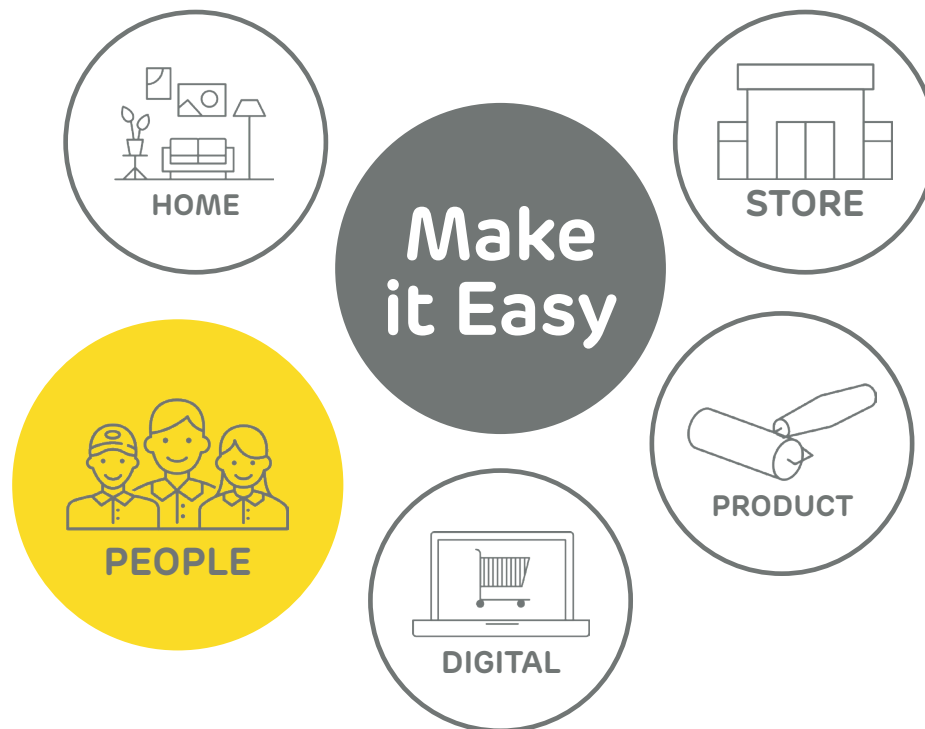 HOME
STORE
Make
it Easy
PEOPLE
PRODUCT
DIGITAL